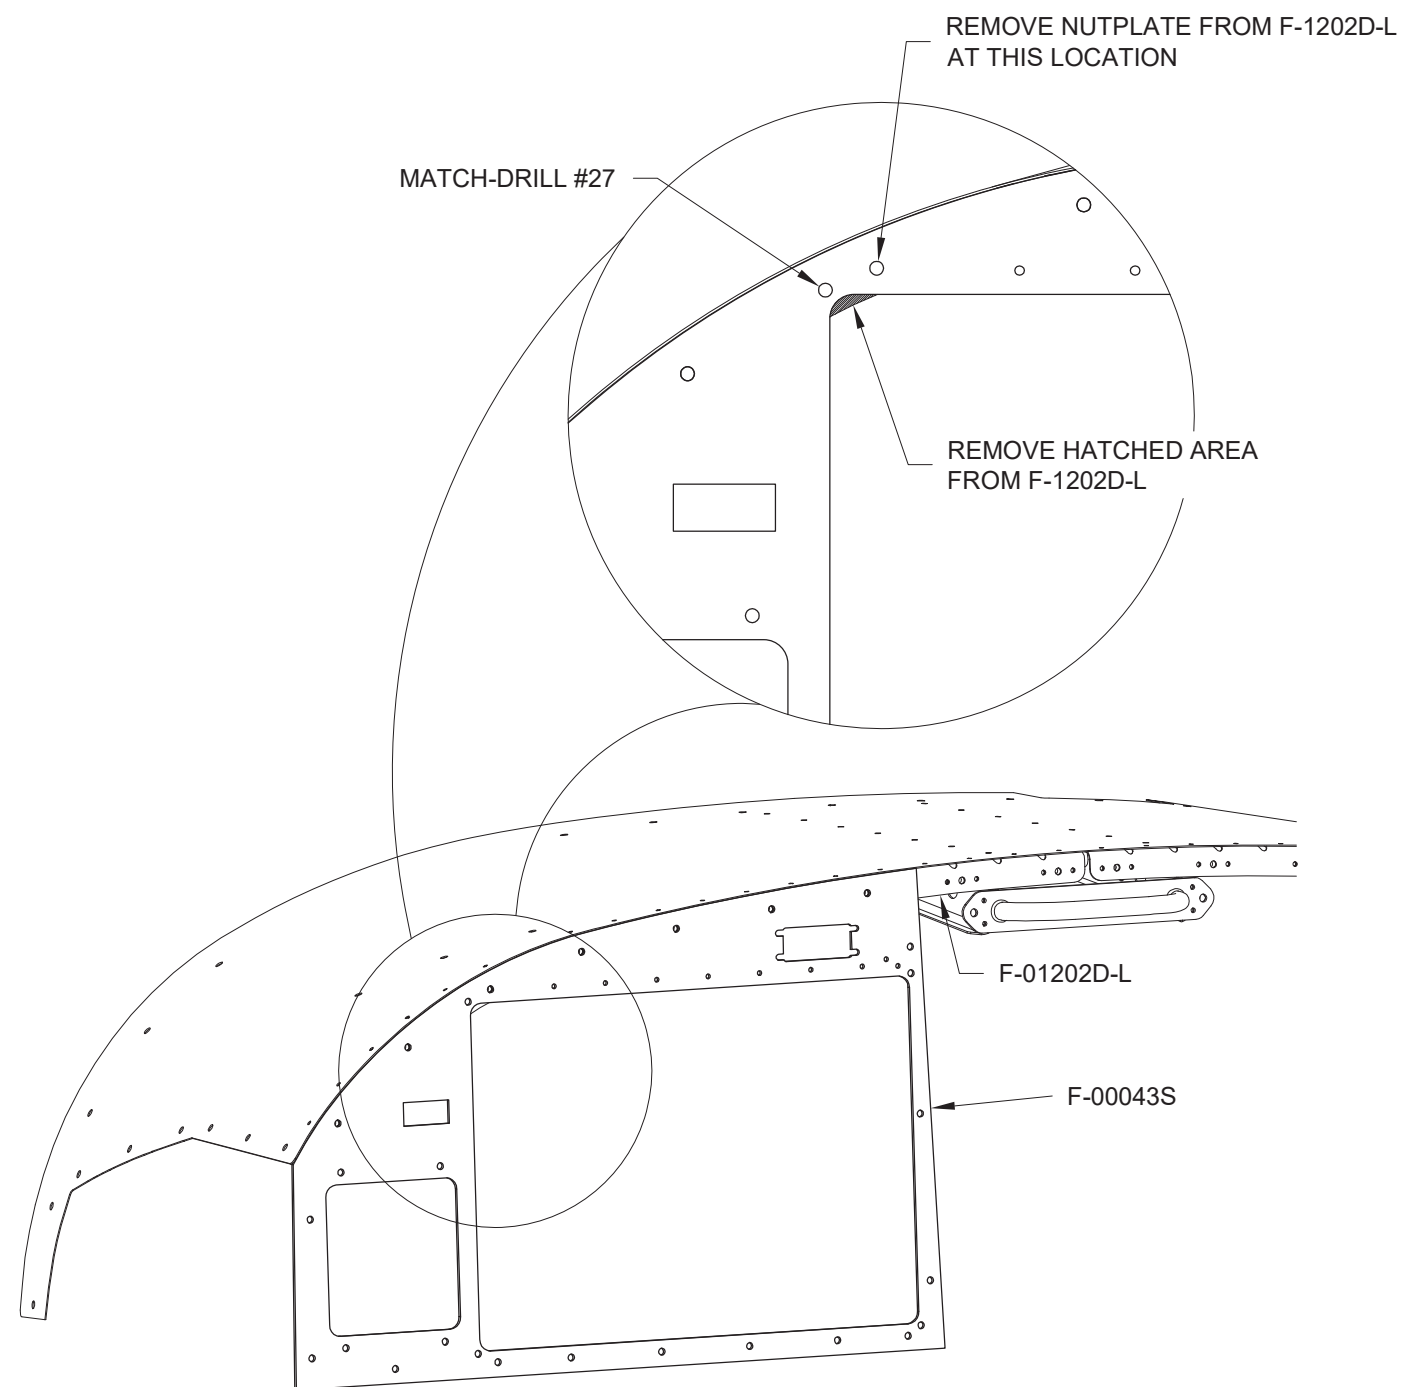 REMOVE NUTPLATE FROM F-1202D-L
AT THIS LOCATION
MATCH-DRILL #27
REMOVE HATCHED AREA
FROM F-1202D-L
F-01202D-L
F-00043S